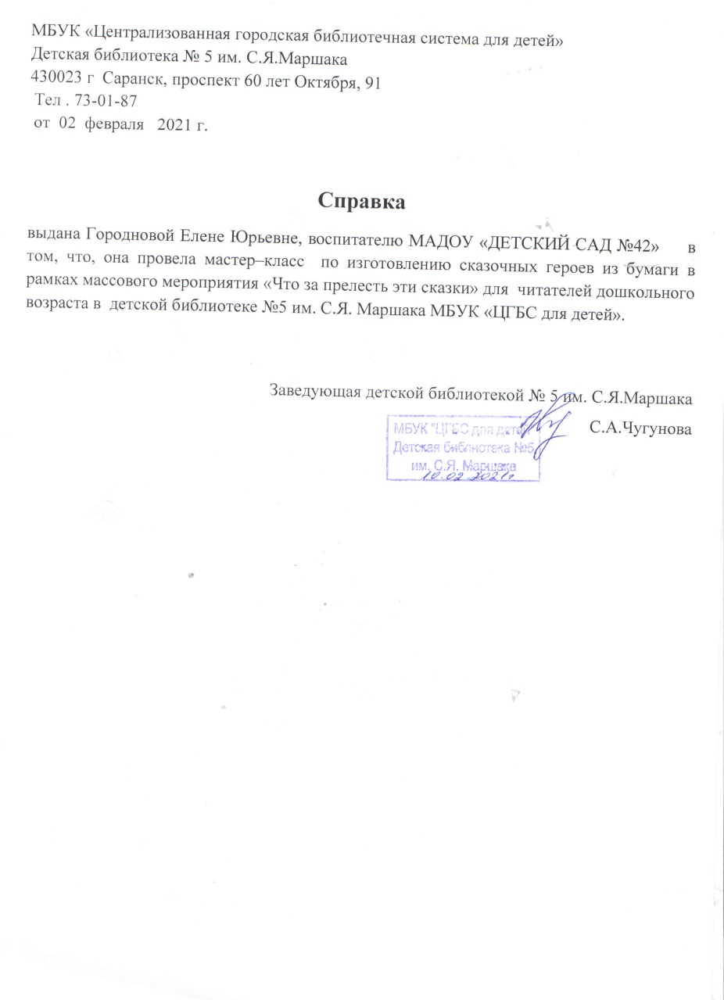 МБУК «Централизованная городская библиотечная система для детей»
Детская библиотека № 5 им. С.Я.Маршака
430023 г Саранск, проспект 60 лет Октября, 91
Тел . 73-01-87
от 02 февраля 2021 г.
Справка
выдана Городновой Елене Юрьевне, воспитателю МАДОУ «ДЕТСКИЙ САД №42» в
том, что, она провела мастер–класс по изготовлению сказочных героев из бумаги в
рамках массового мероприятия «Что за прелесть эти сказки» для читателей дошкольного
возраста в детской библиотеке №5 им. С.Я. Маршака МБУК «ЦГБС для детей».
Заведующая детской библиотекой № 5 им. С.Я.Маршака
С.А.Чугунова
МБУК "ЦГБС для детей"
Детская библиотека №5
им. С.Я. Маршака
10.02 2021г